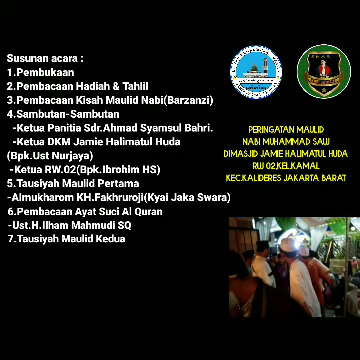 Susunan acara :
1.Pembukaan
2.Pembacaan Hadiah & Tahlil
3.Pembacaan Kisah Maulid Nabi(Barzanzi)
4.Sambutan-Sambutan
-Ketua Panitia Sdr.Ahmad Syamsul Bahri.
-Ketua DKM Jamie Halimatul Huda
(Bpk.Ust Nurjaya)
-Ketua RW.02(Bpk.Ibrohim HS)
5.Tausiyah Maulid Pertama
-Almukharom KH.Fakhruroji(Kyai Jaka Swara)
6.Pembacaan Ayat Suci Al Quran
-Ust.H.Ilham Mahmudi SQ
7.Tausiyah Maulid Kedua
PERINGATAN MAULID
NABI MUHAMMAD SAW
DIMASJID JAMIE HALIMATUL HUDA
RW 02,KEL.KAMAL
KEC.KALIDERES JAKARTA BARAT